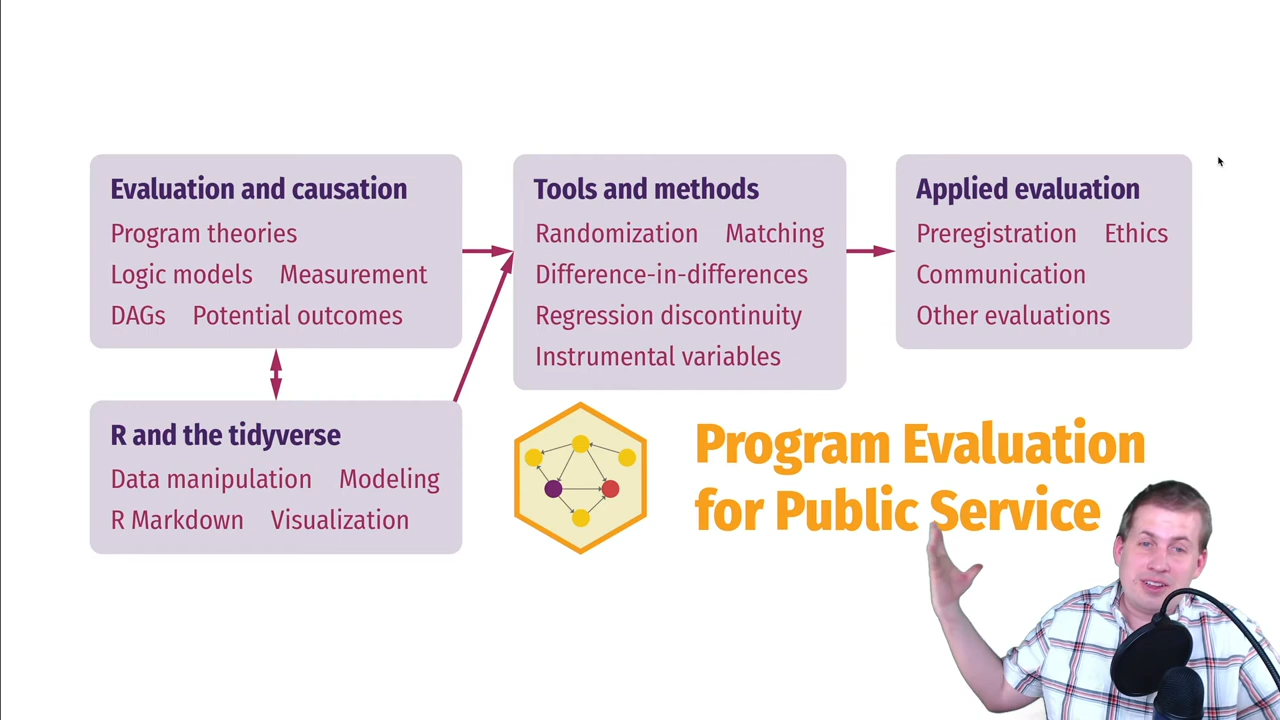 Evaluation and causation
Program theories
Logic models Measurement
DAGs Potential outcomes
R and the tidyverse
Data manipulation Modeling
R Markdown Visualization
Tools and methods
Randomization Matching
Difference-in-differences
Regression discontinuity
Instrumental variables
Applied evaluation
Preregistration Ethics
Communication
Other evaluations
Program Evaluation
for Public Service